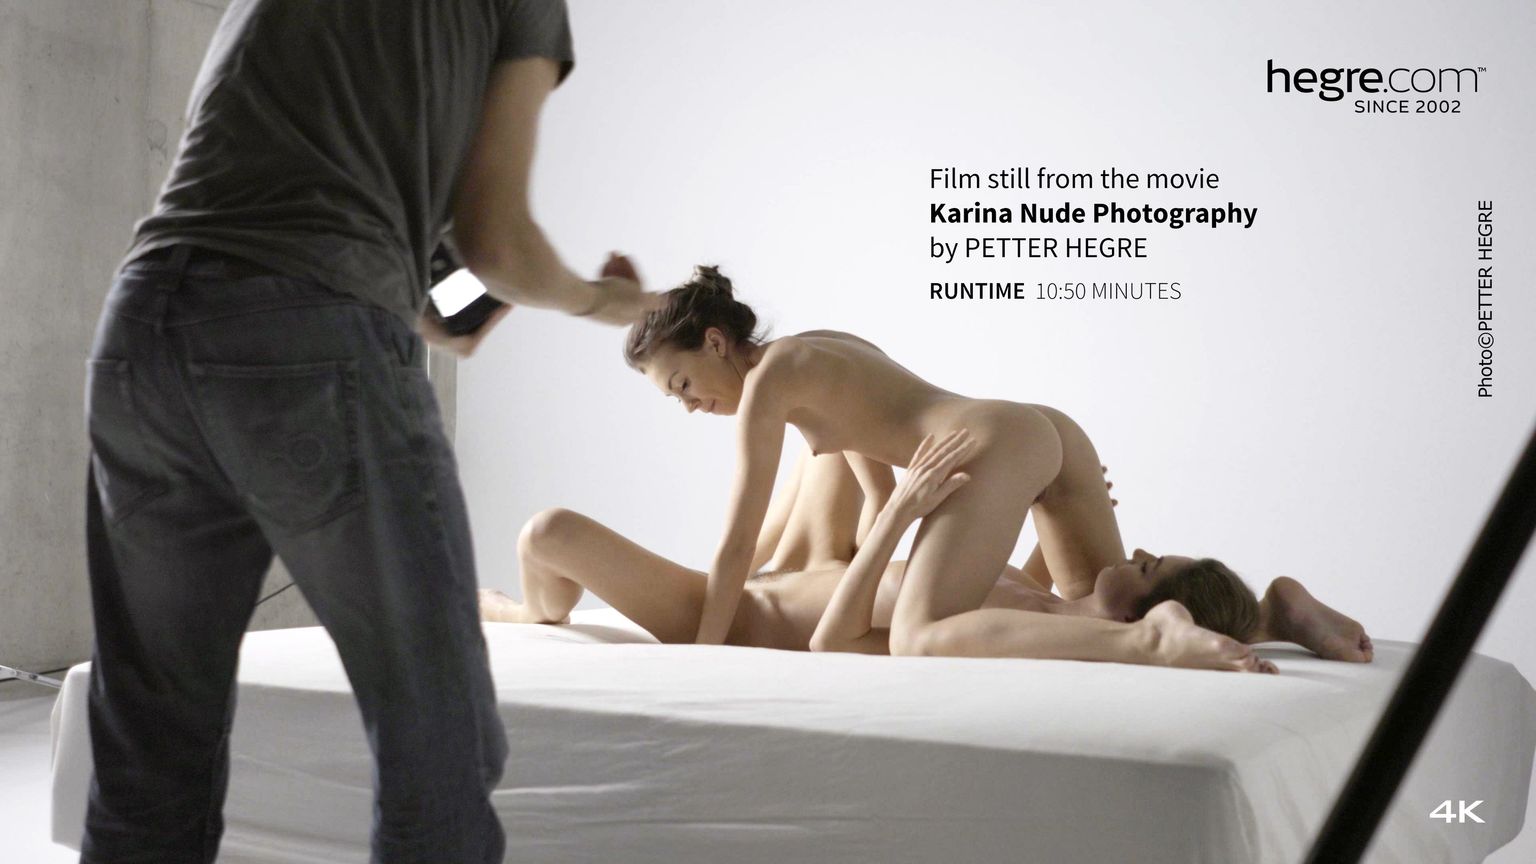 hegre.com™
SINCE 2002
Film still from the movie
Karina Nude Photography
by PETTER HEGRE
RUNTIME 10:50 MINUTES
Photo©PETTER HEGRE
4K